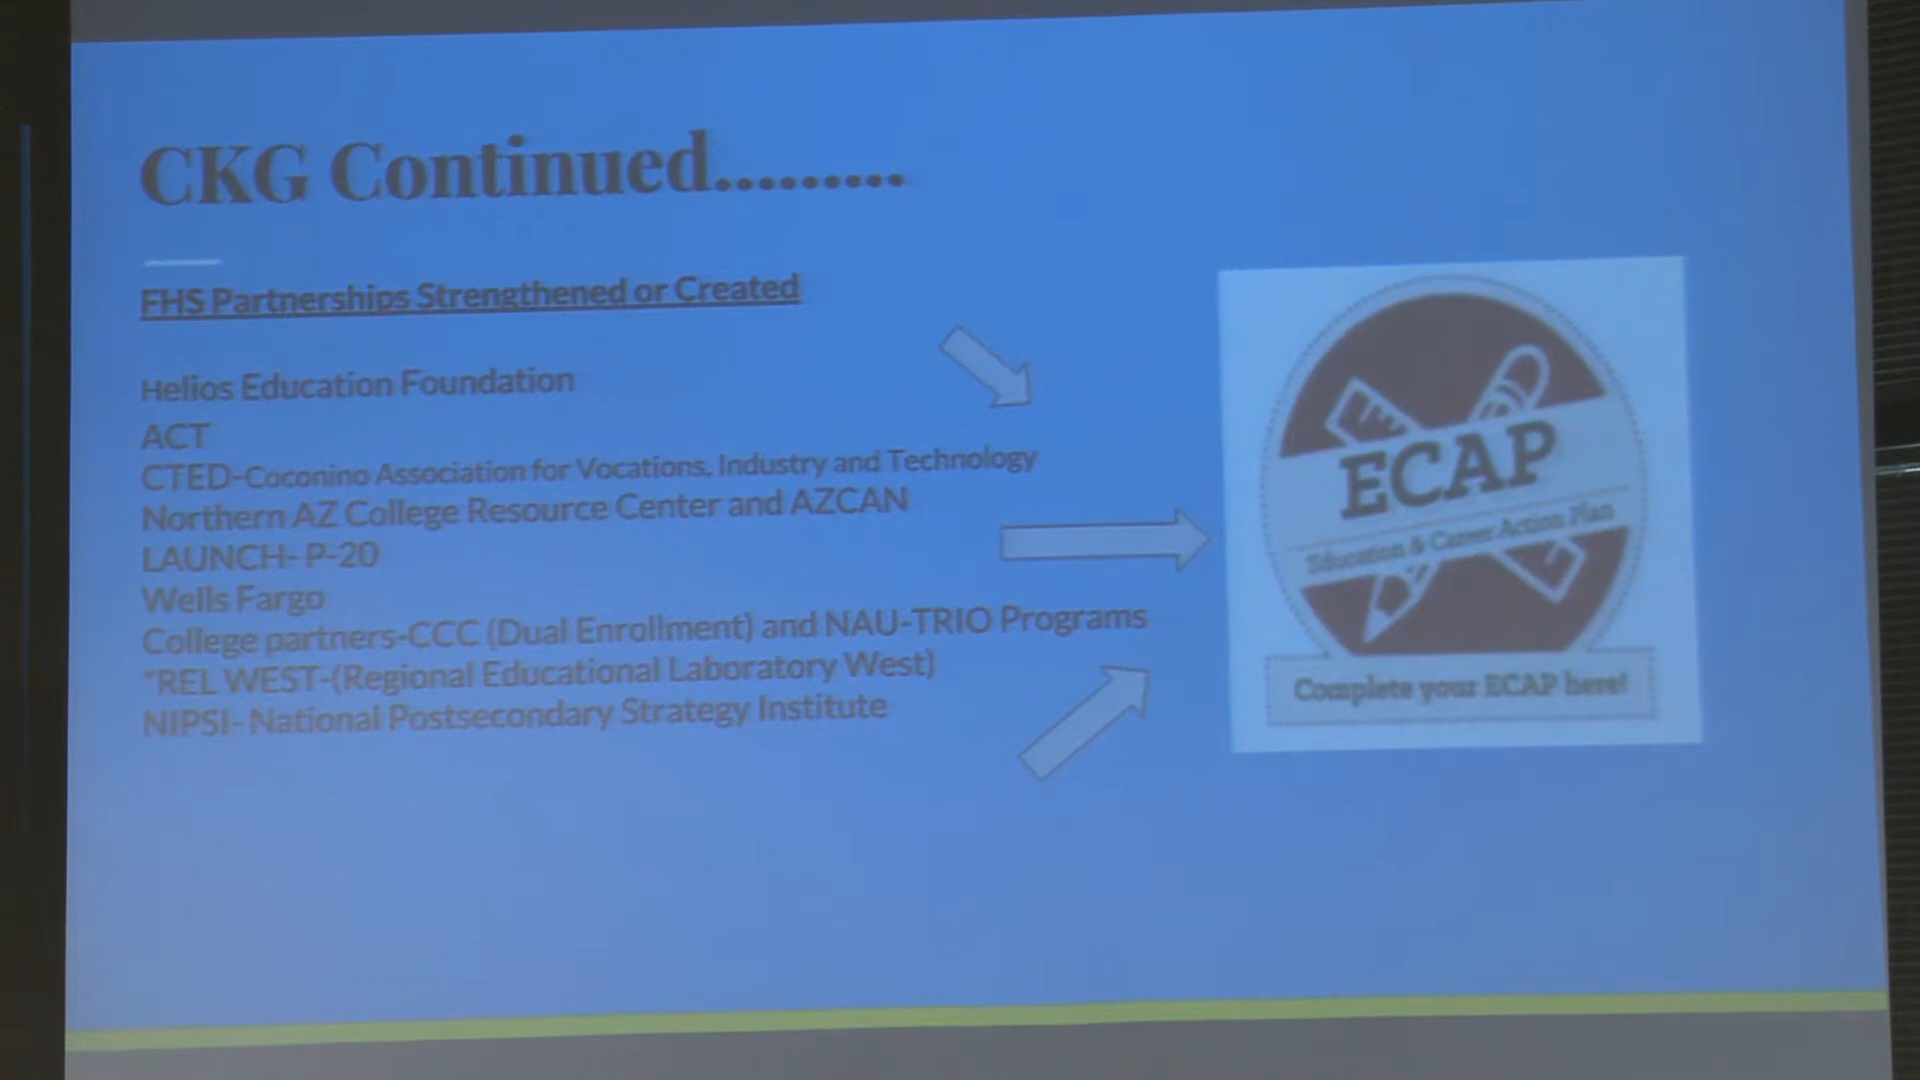 CKG Continued.........
FHS Partnerships Strengthened or Created
Helios Education Foundation
ACT
CTED-Coconino Association for Vocations, Industry and Technology
Northern AZ College Resource Center and AZCAN
LAUNCH- P-20
Wells Fargo
College partners-CCC (Dual Enrollment) and NAU-TRIO Programs
*REL WEST-(Regional Educational Laboratory West)
NIPSI- National Postsecondary Strategy Institute
ECAP
Education & Career Action Plan
Complete your ECAP here!